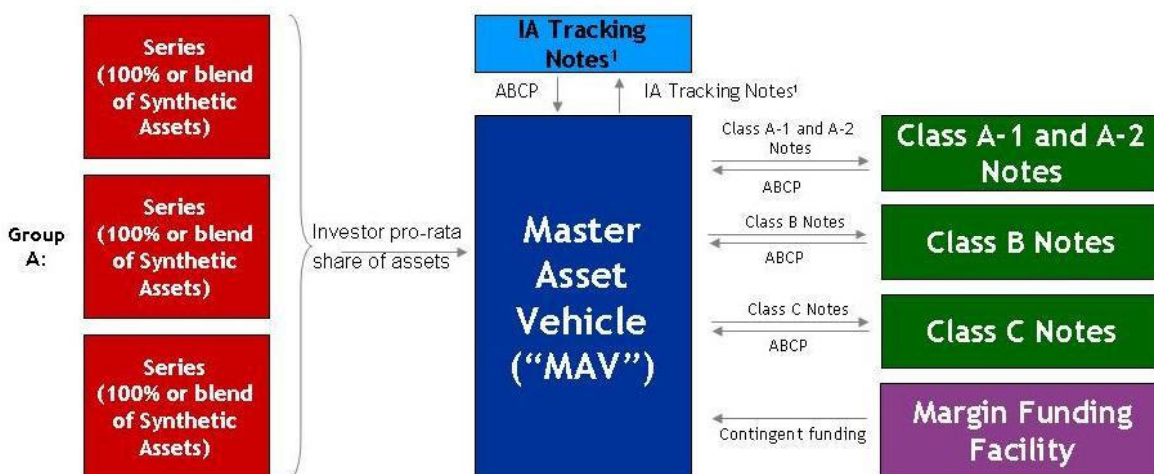 Group
A:
Series
(100% or blend
of Synthetic
Assets)
Series
(100% or blend
of Synthetic
Assets)
Series
(100% or blend
of Synthetic
Assets)
Investor pro-rata
share of assets
IA Tracking
Notes¹
ABCP
IA Tracking Notes¹
Master
Asset
Vehicle
(“MAV”)
Class A-1 and A-2
Notes
ABCP
Class B Notes
ABCP
Class C Notes
ABCP
Contingent funding
Class A-1 and A-2
Notes
Class B Notes
Class C Notes
Margin Funding
Facility